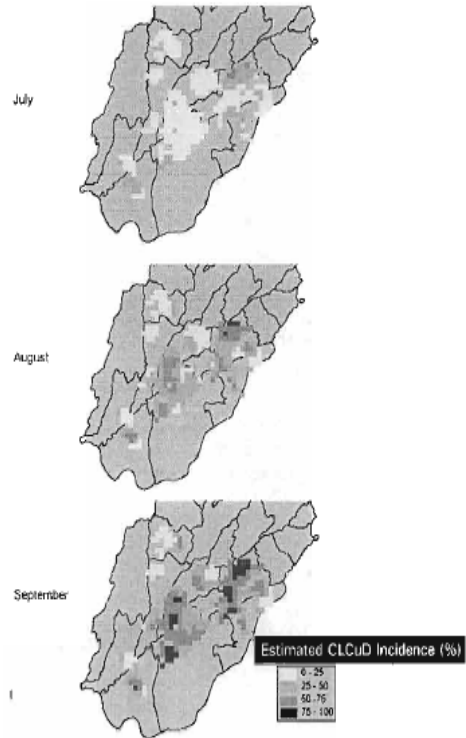 July
August
September
Estimated CLCuD Incidence (%)
0 - 25
25 - 50
50 - 75
75 - 100